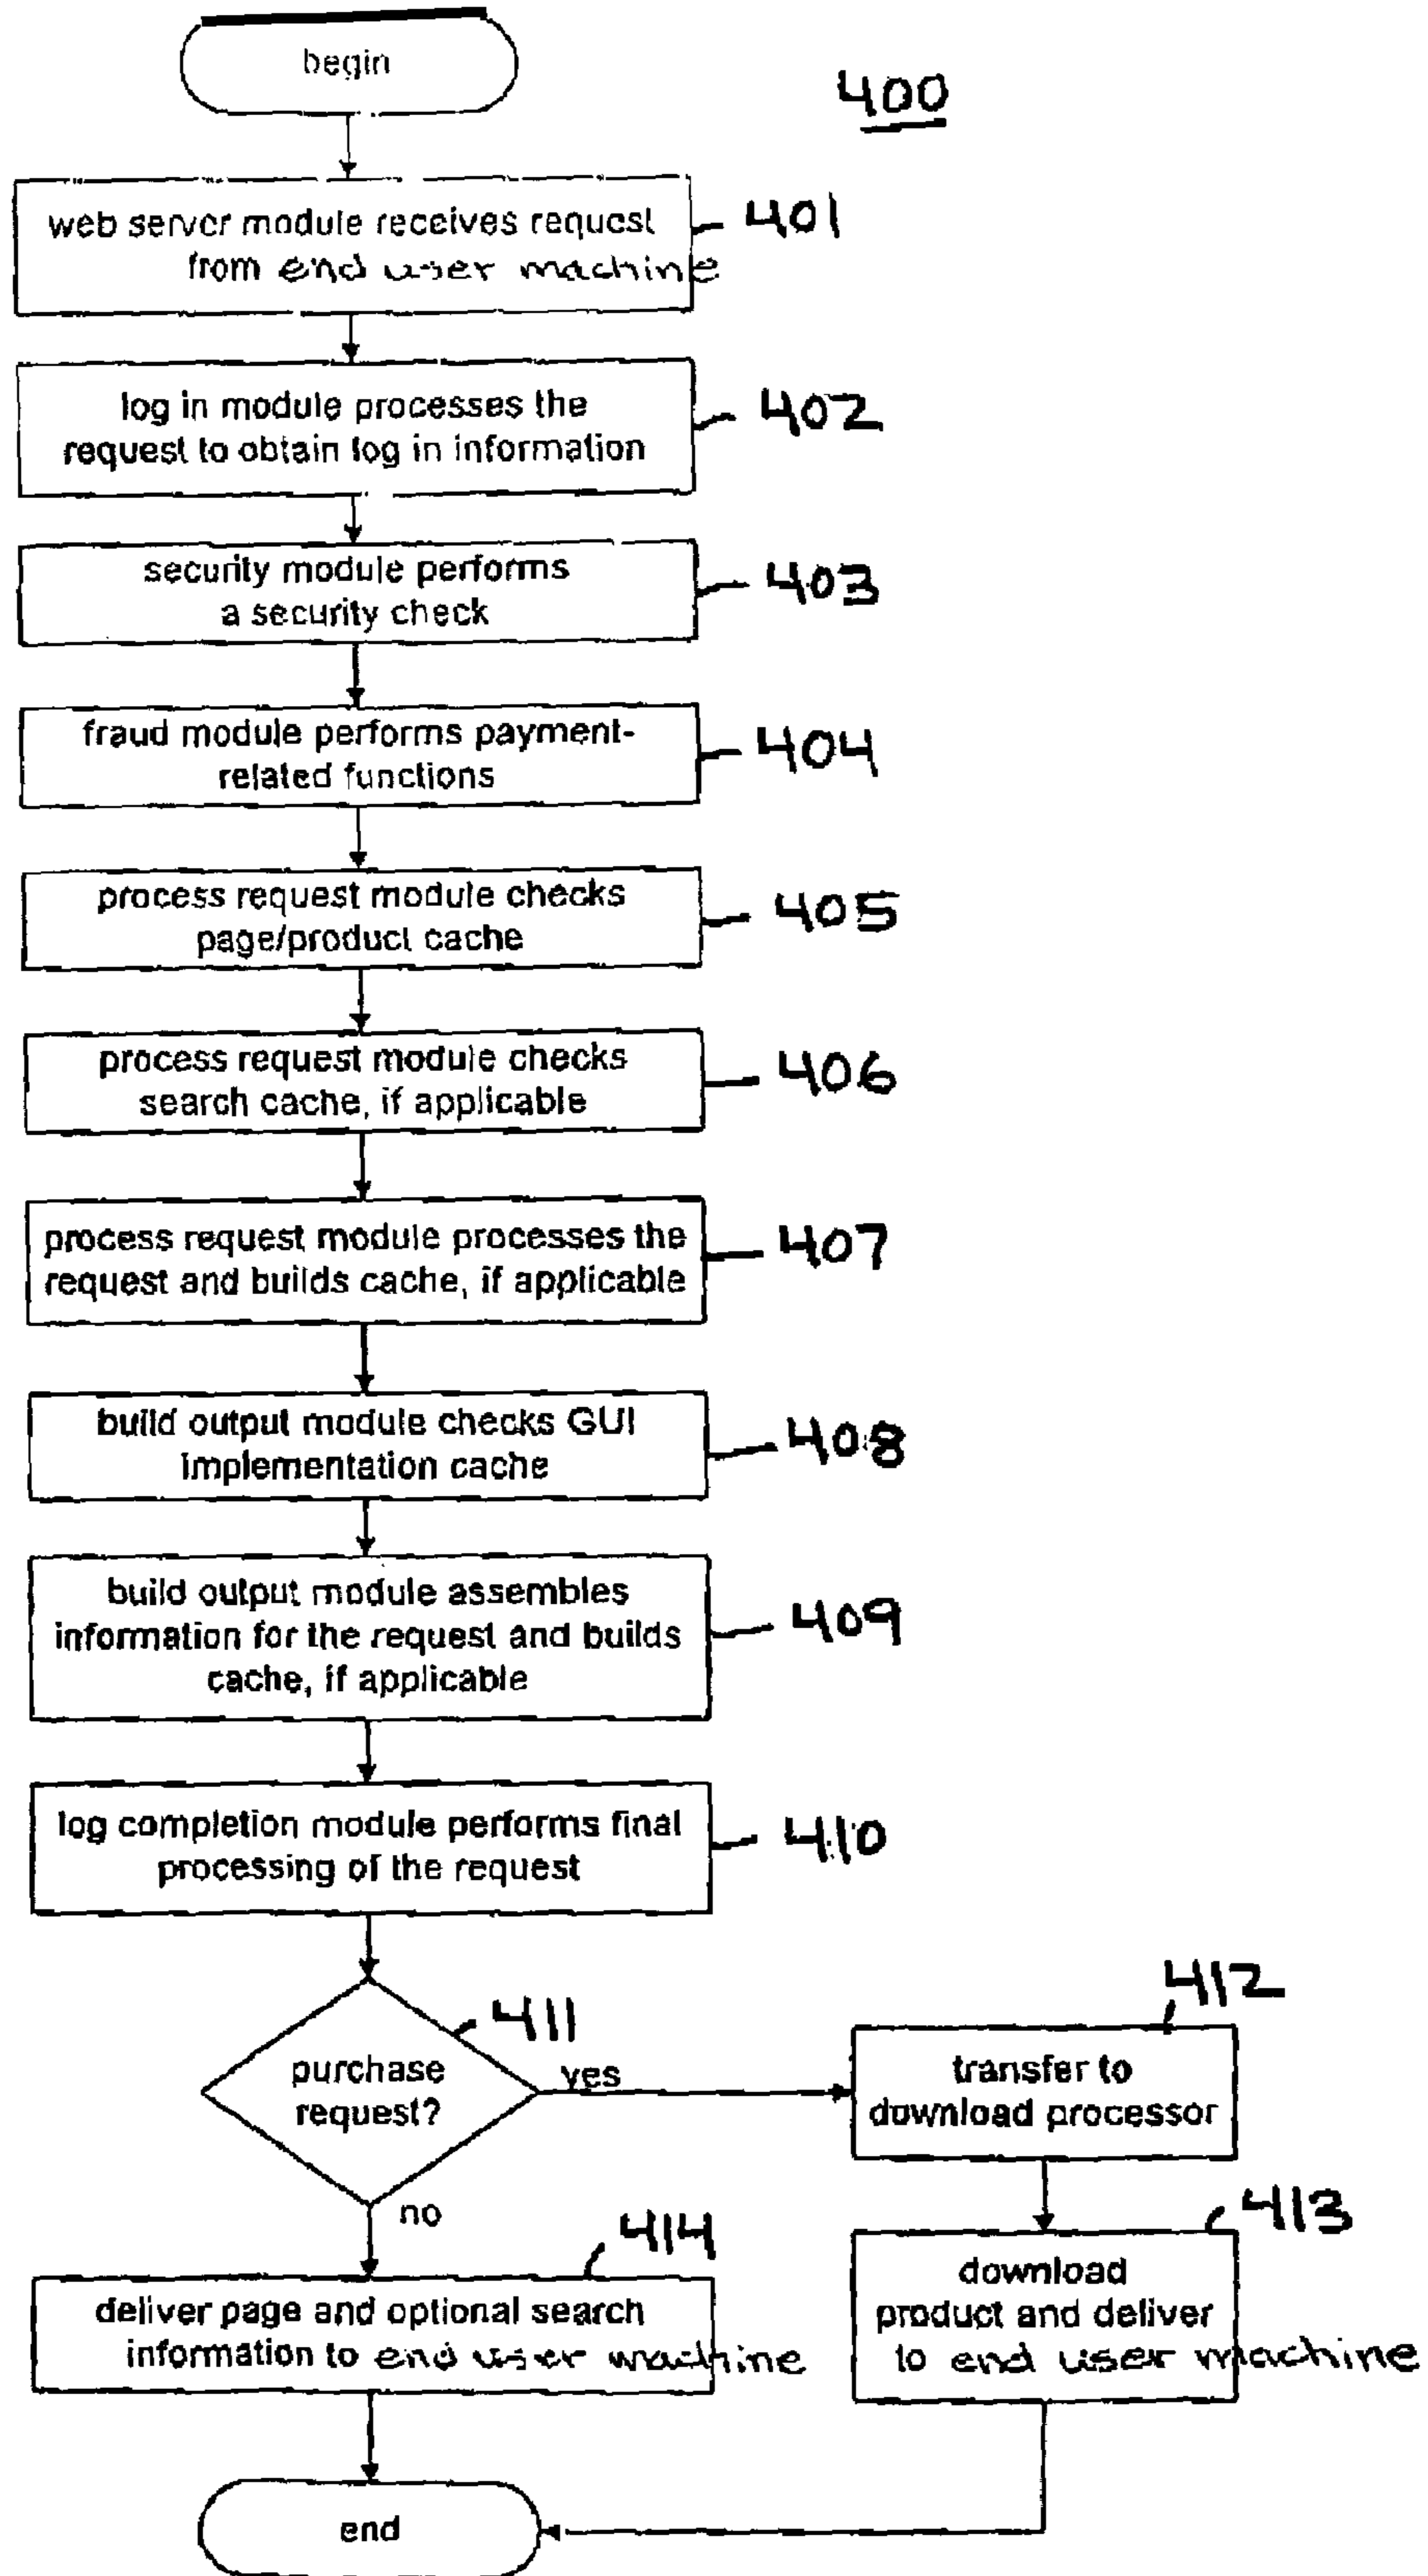 begin
400
web server module receives request
from end user machine
401
log in module processes the
request to obtain log in information
402
security module performs
a security check
403
fraud module performs payment-
related functions
404
process request module checks
page/product cache
405
process request module checks
search cache, if applicable
406
process request module processes the
request and builds cache, if applicable
407
build output module checks GUI
implementation cache
408
build output module assembles
information for the request and builds
cache, if applicable
409
log completion module performs final
processing of the request
410
411
purchase
request?
yes
412
transfer to
download processor
no
413
download
product and deliver
to end user machine
414
deliver page and optional search
information to end user machine
end